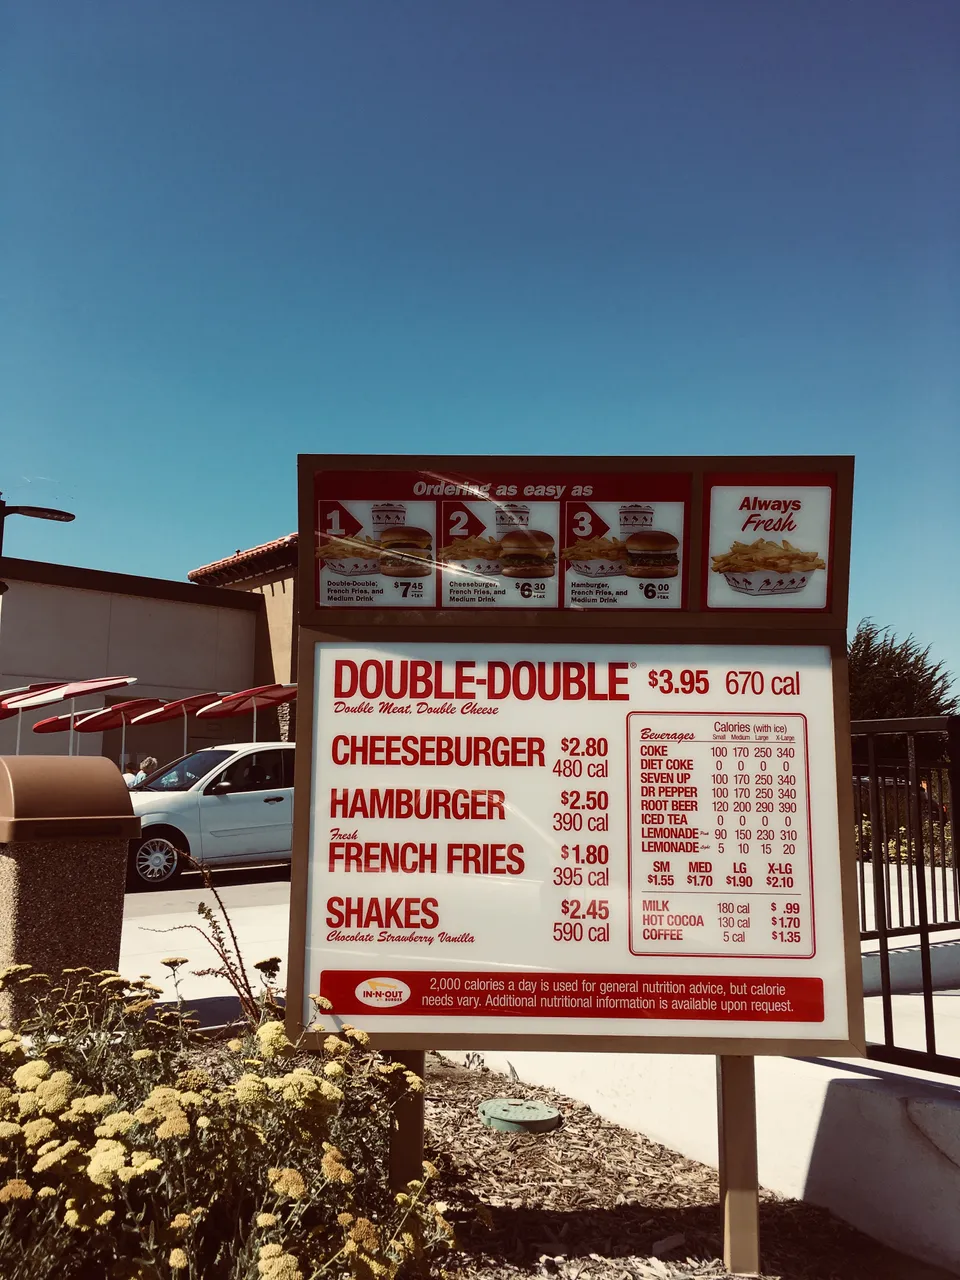 Ordering as easy as
1
Double-Double,
French Fries, and
Medium Drink
$7 45
+tax
2
Cheeseburger,
French Fries, and
Medium Drink
$6 30
+tax
3
Hamburger,
French Fries, and
Medium Drink
$6 00
+tax
Always
Fresh
DOUBLE-DOUBLE® $3.95 670 cal
Double Meat, Double Cheese
CHEESEBURGER $2.80
480 cal
HAMBURGER $2.50
390 cal
Fresh
FRENCH FRIES $1.80
395 cal
SHAKES $2.45
Chocolate Strawberry Vanilla 590 cal
Calories (with ice)
Beverages Small Medium Large X-Large
COKE 100 170 250 340
DIET COKE 0 0 0 0
SEVEN UP 100 170 250 340
DR PEPPER 100 170 250 340
ROOT BEER 120 200 290 390
ICED TEA 0 0 0 0
LEMONADE Pink 90 150 230 310
LEMONADE Light 5 10 15 20
SM MED LG X-LG
$1.55 $1.70 $1.90 $2.10
MILK 180 cal $ .99
HOT COCOA 130 cal $1.70
COFFEE 5 cal $1.35
IN-N-OUT
BURGER
2,000 calories a day is used for general nutrition advice, but calorie
needs vary. Additional nutritional information is available upon request.